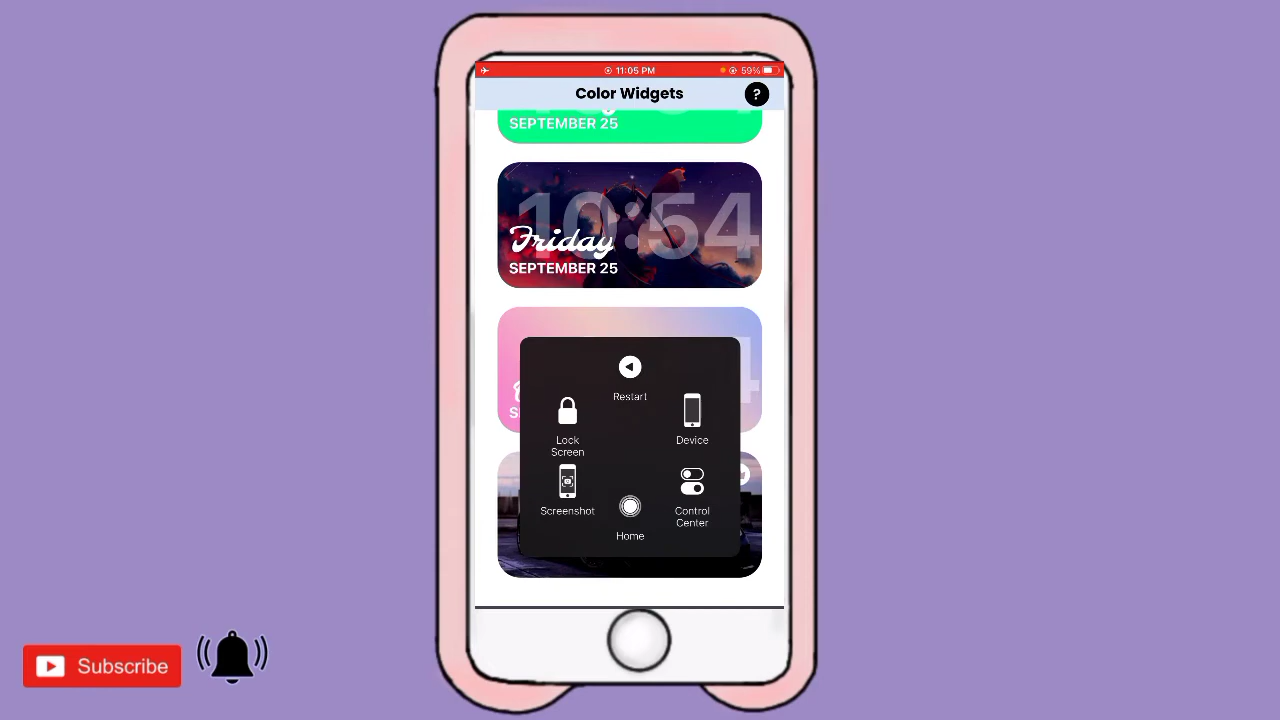 11:05 PM
59%
Color Widgets
?
SEPTEMBER 25
10:54
Friday
SEPTEMBER 25
Restart
Lock
Screen
Device
Screenshot
Control
Center
Home
Subscribe